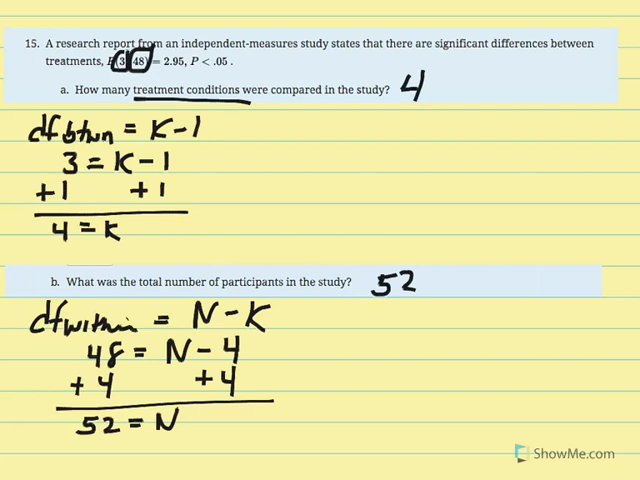 15. A research report from an independent-measures study states that there are significant differences between
treatments, F(3, 48) = 2.95, P < .05 .
a. How many treatment conditions were compared in the study? 4
df btwn = K - 1
3 = K - 1
+1 +1
4 = K
b. What was the total number of participants in the study? 52
df within = N - K
48 = N - 4
+ 4 + 4
52 = N
ShowMe.com